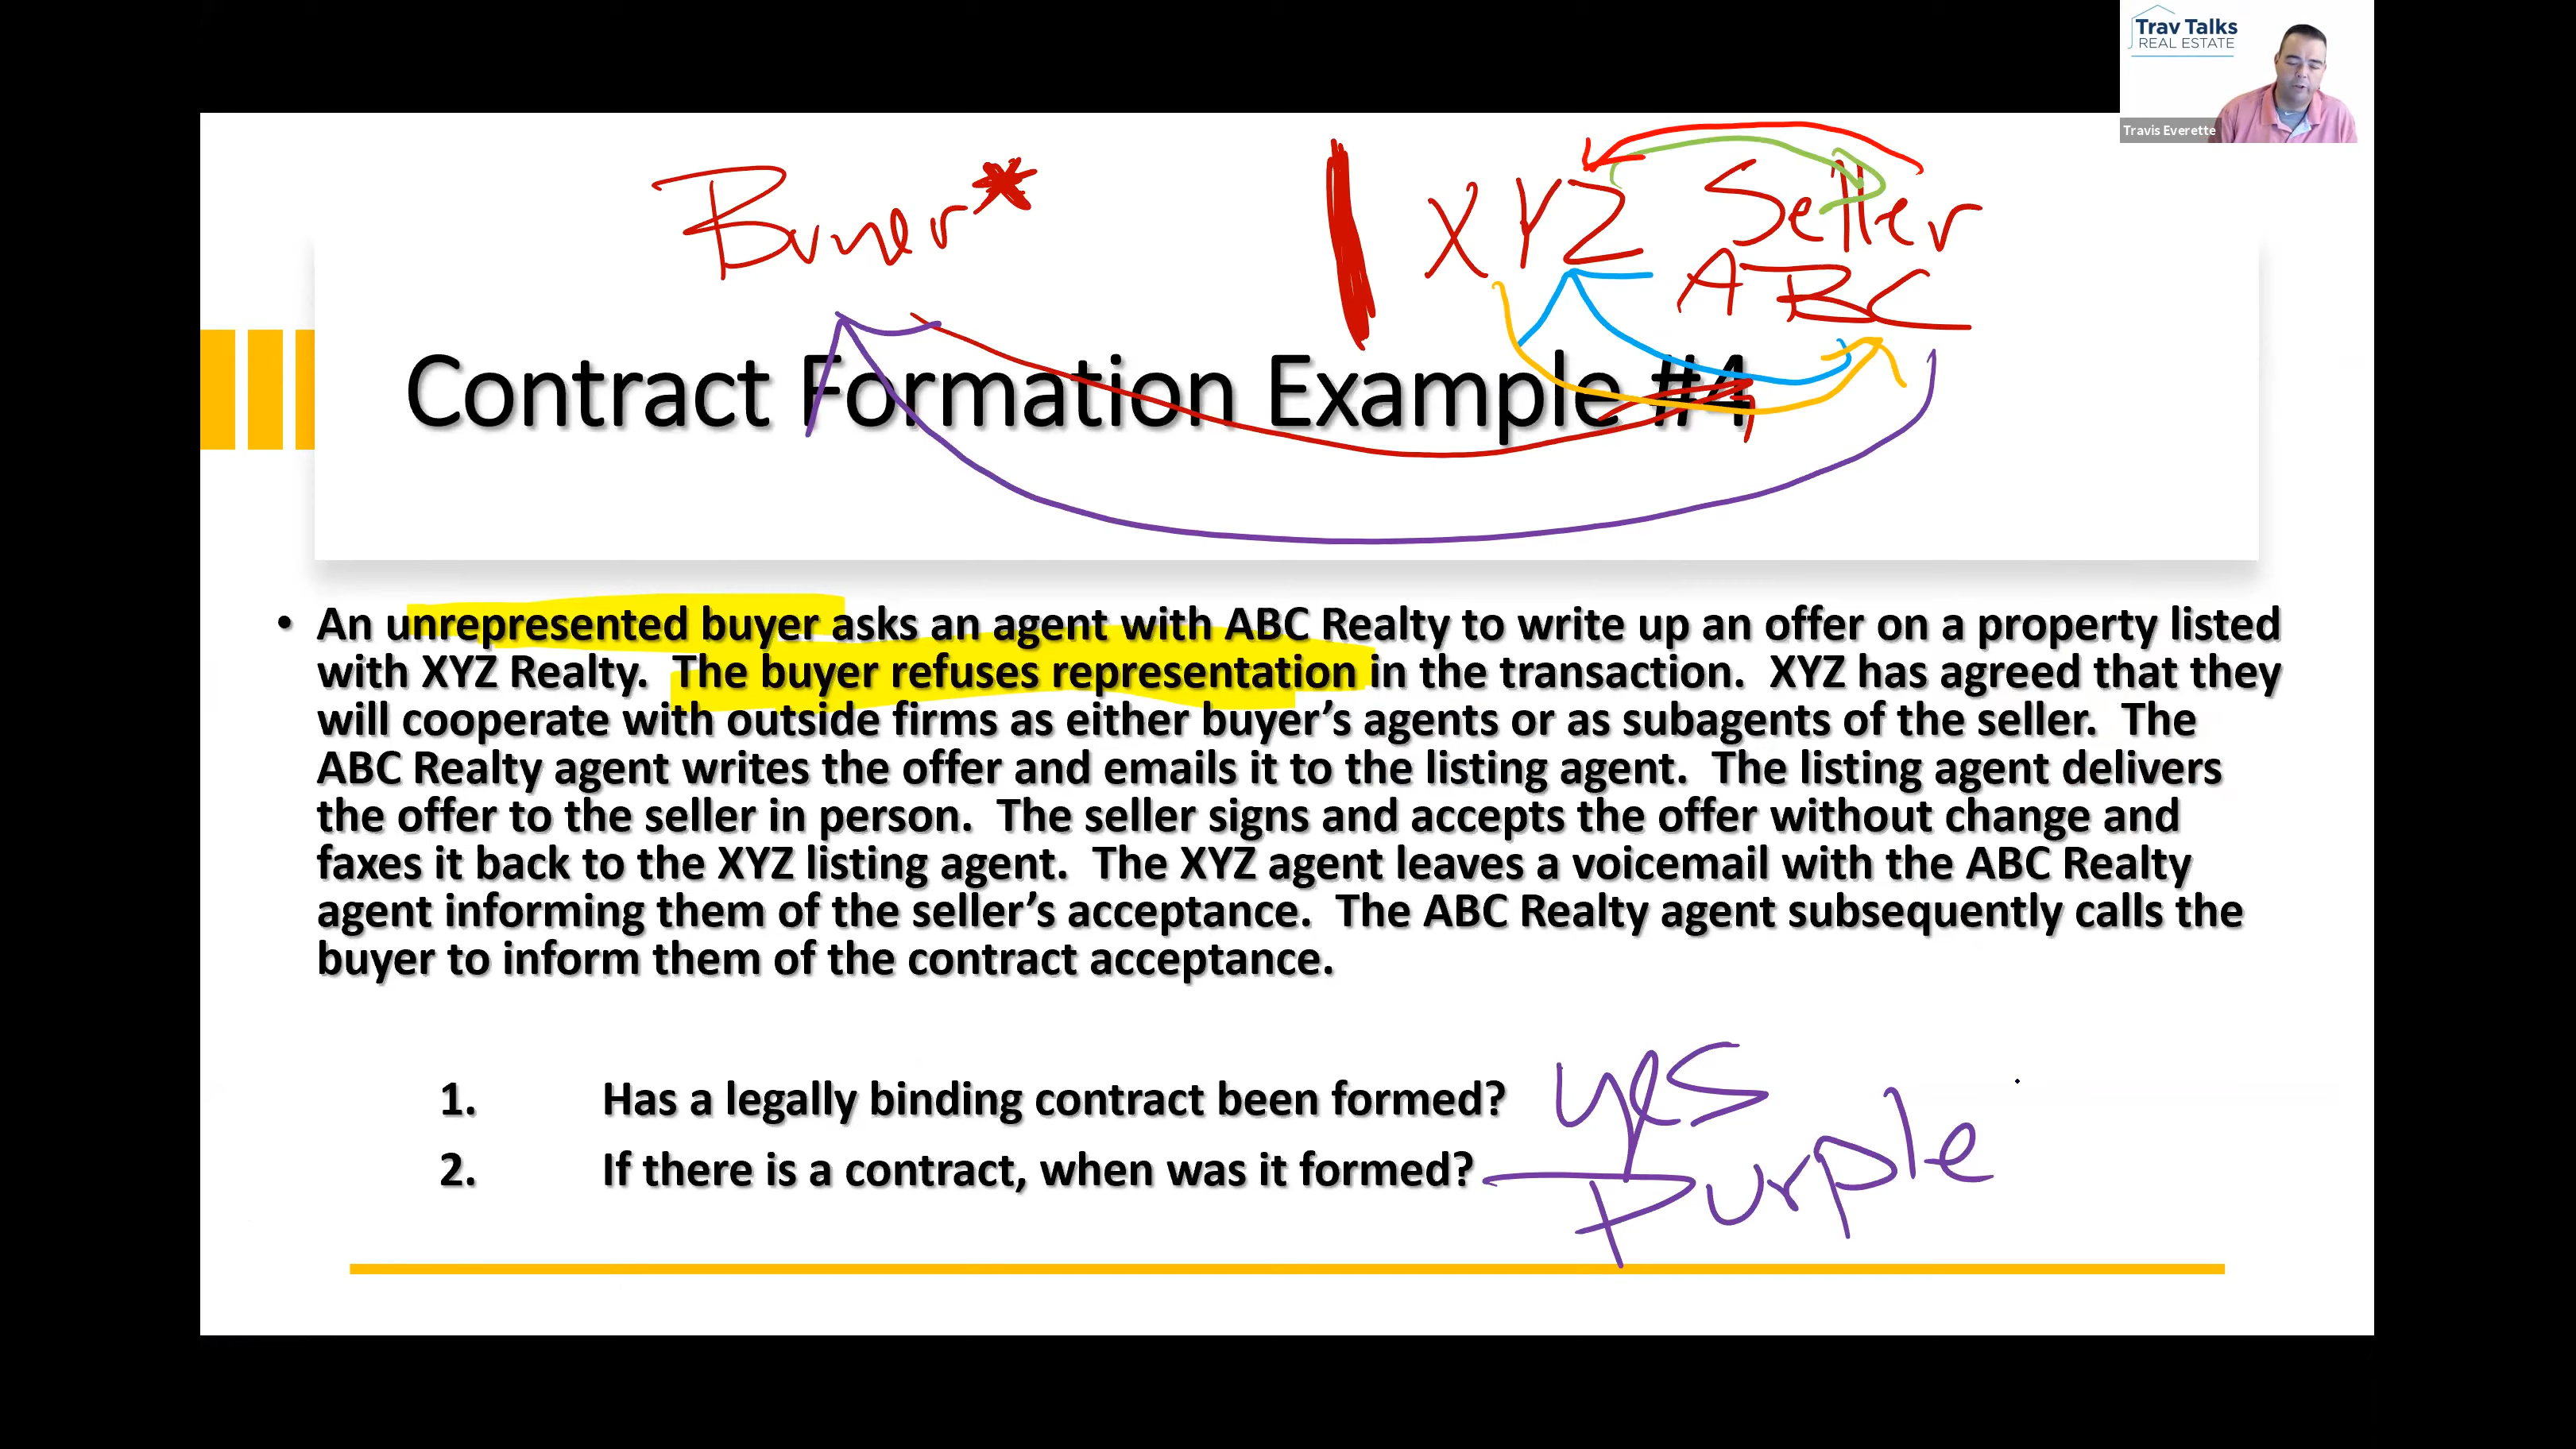 Trav Talks
REAL ESTATE
Travis Everette
Buyer*
XYZ Seller
ABC
Contract Formation Example #4
• An unrepresented buyer asks an agent with ABC Realty to write up an offer on a property listed
with XYZ Realty. The buyer refuses representation in the transaction. XYZ has agreed that they
will cooperate with outside firms as either buyer’s agents or as subagents of the seller. The
ABC Realty agent writes the offer and emails it to the listing agent. The listing agent delivers
the offer to the seller in person. The seller signs and accepts the offer without change and
faxes it back to the XYZ listing agent. The XYZ agent leaves a voicemail with the ABC Realty
agent informing them of the seller’s acceptance. The ABC Realty agent subsequently calls the
buyer to inform them of the contract acceptance.
1. Has a legally binding contract been formed? yes
2. If there is a contract, when was it formed? Purple